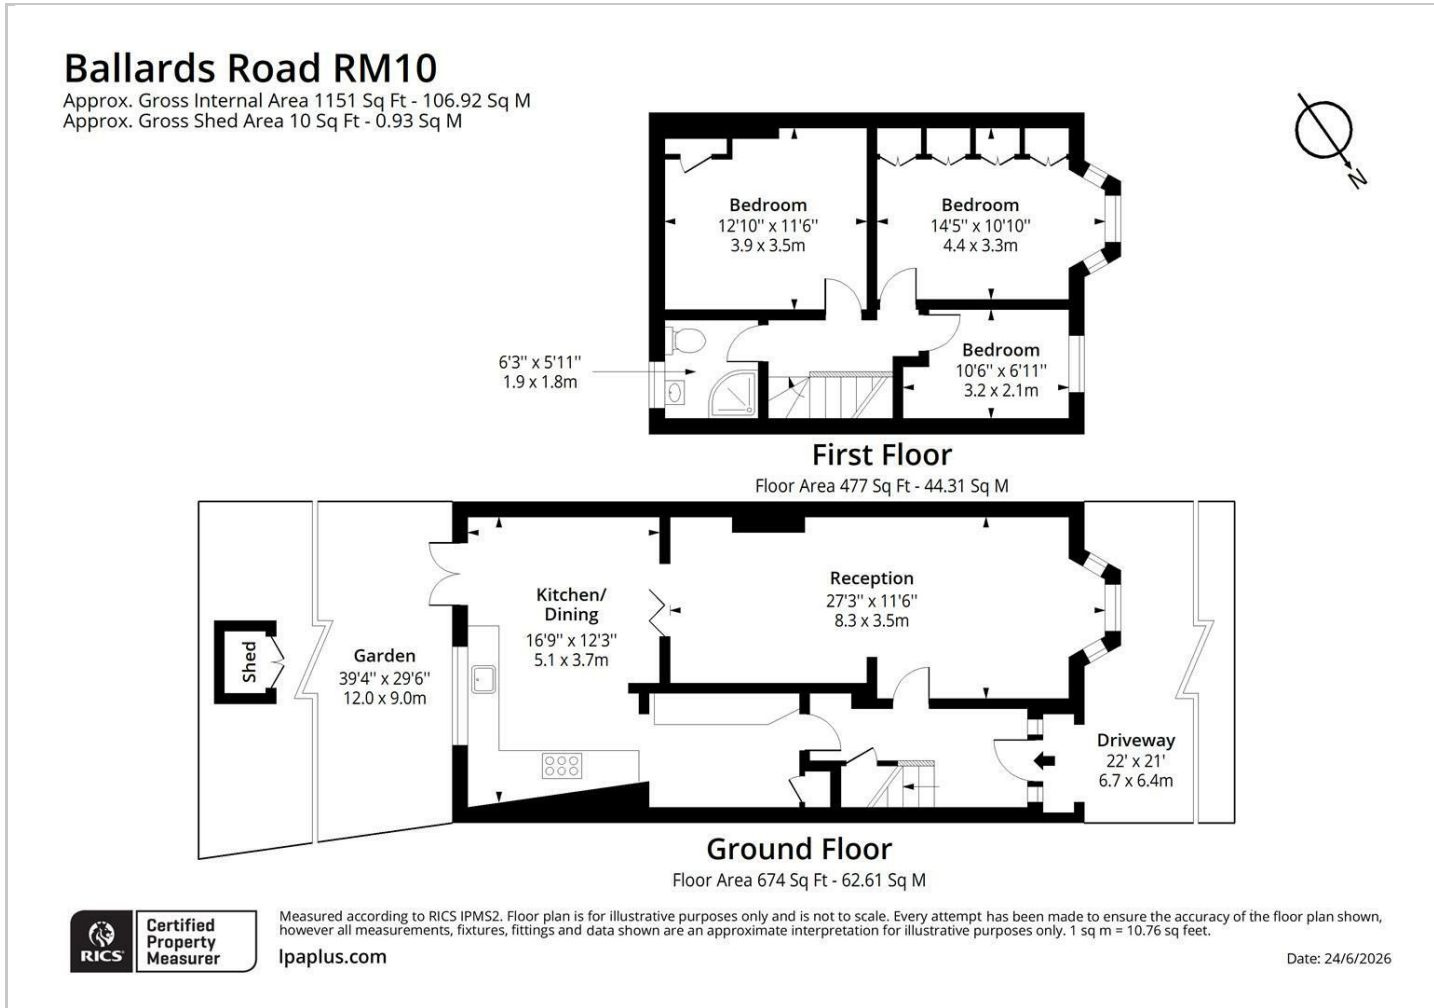 Ballards Road RM10
Approx. Gross Internal Area 1151 Sq Ft - 106.92 Sq M
Approx. Gross Shed Area 10 Sq Ft - 0.93 Sq M
N
Bedroom
12'10" x 11'6"
3.9 x 3.5m
Bedroom
14'5" x 10'10"
4.4 x 3.3m
6'3" x 5'11"
1.9 x 1.8m
Bedroom
10'6" x 6'11"
3.2 x 2.1m
First Floor
Floor Area 477 Sq Ft - 44.31 Sq M
Shed
Garden
39'4" x 29'6"
12.0 x 9.0m
Kitchen/
Dining
16'9" x 12'3"
5.1 x 3.7m
Reception
27'3" x 11'6"
8.3 x 3.5m
Driveway
22' x 21'
6.7 x 6.4m
Ground Floor
Floor Area 674 Sq Ft - 62.61 Sq M
RICS
Certified
Property
Measurer
Measured according to RICS IPMS2. Floor plan is for illustrative purposes only and is not to scale. Every attempt has been made to ensure the accuracy of the floor plan shown,
however all measurements, fixtures, fittings and data shown are an approximate interpretation for illustrative purposes only. 1 sq m = 10.76 sq feet.
lpaplus.com
Date: 24/6/2026